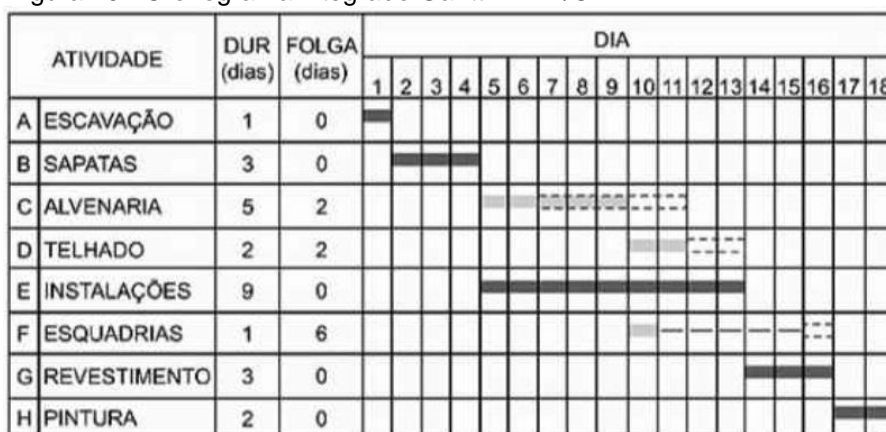 ATIVIDADE DUR (dias) FOLGA (dias) DIA
1 2 3 4 5 6 7 8 9 10 11 12 13 14 15 16 17 18
A ESCAVAÇÃO 1 0
B SAPATAS 3 0
C ALVENARIA 5 2
D TELHADO 2 2
E INSTALAÇÕES 9 0
F ESQUADRIAS 1 6
G REVESTIMENTO 3 0
H PINTURA 2 0